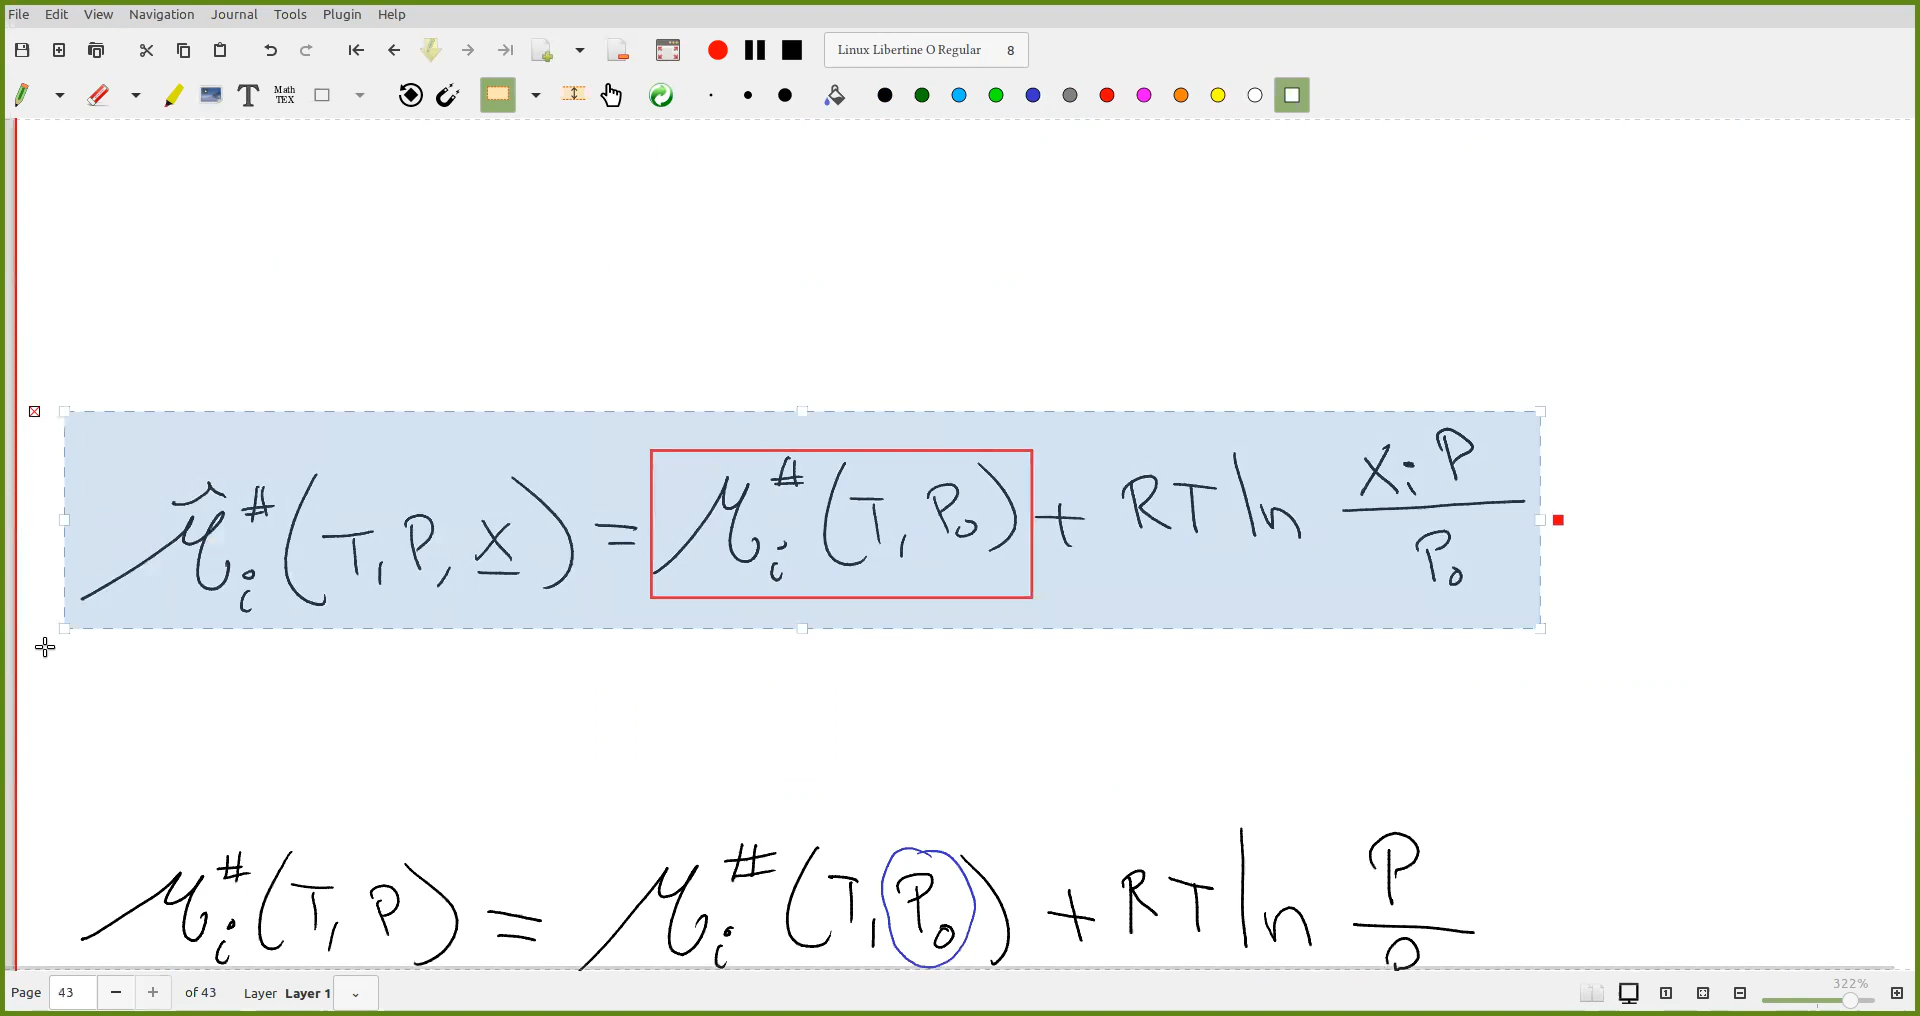 File Edit View Navigation Journal Tools Plugin Help
Linux Libertine O Regular 8
Math TEX
μ̂ᵢ^#(T, P, x̲) = μᵢ^#(T, P₀) + RT ln xᵢP / P₀
μᵢ^#(T, P) = μᵢ^#(T, P₀) + RT ln P / P
Page 43 of 43 Layer Layer 1 322%